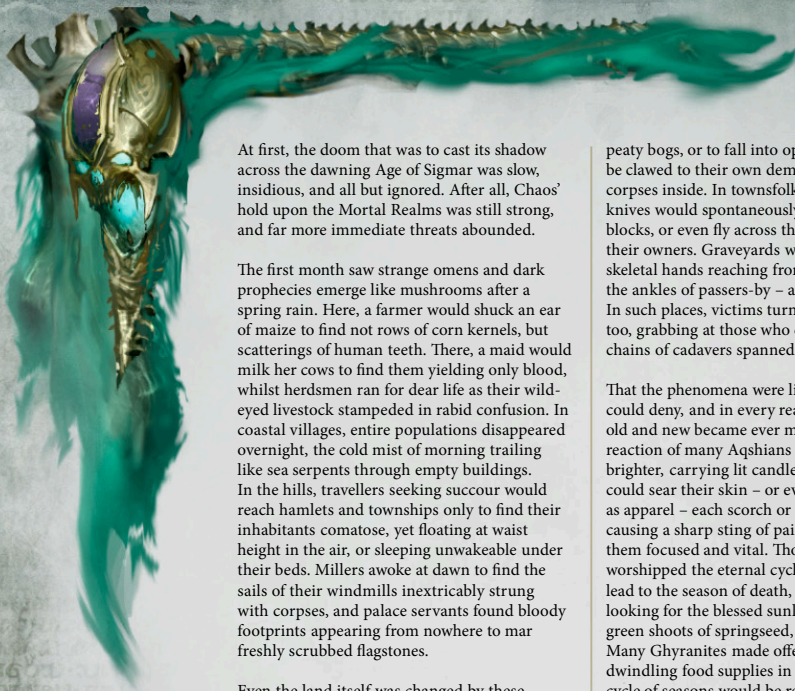 At first, the doom that was to cast its shadow
across the dawning Age of Sigmar was slow,
insidious, and all but ignored. After all, Chaos’
hold upon the Mortal Realms was still strong,
and far more immediate threats abounded.
The first month saw strange omens and dark
prophecies emerge like mushrooms after a
spring rain. Here, a farmer would shuck an ear
of maize to find not rows of corn kernels, but
scatterings of human teeth. There, a maid would
milk her cows to find them yielding only blood,
whilst herdsmen ran for dear life as their wild-
eyed livestock stampeded in rabid confusion. In
coastal villages, entire populations disappeared
overnight, the cold mist of morning trailing
like sea serpents through empty buildings.
In the hills, travellers seeking succour would
reach hamlets and townships only to find their
inhabitants comatose, yet floating at waist
height in the air, or sleeping unwakeable under
their beds. Millers awoke at dawn to find the
sails of their windmills inextricably strung
with corpses, and palace servants found bloody
footprints appearing from nowhere to mar
freshly scrubbed flagstones.
Even the land itself was changed by these
peaty bogs, or to fall into
be clawed to their own
corpses inside. In townsfolk
knives would spontaneously
blocks, or even fly across
their owners. Graveyards
skeletal hands reaching
the ankles of passers-by –
In such places, victims
too, grabbing at those who
chains of cadavers spanned
That the phenomena were
could deny, and in every
old and new became ever
reaction of many Aqshians
brighter, carrying lit
could sear their skin – or
as apparel – each scorch or
causing a sharp sting of
them focused and vital.
worshipped the eternal
lead to the season of death,
looking for the blessed
green shoots of springseed,
Many Ghyranites made
dwindling food supplies in
cycle of seasons would be